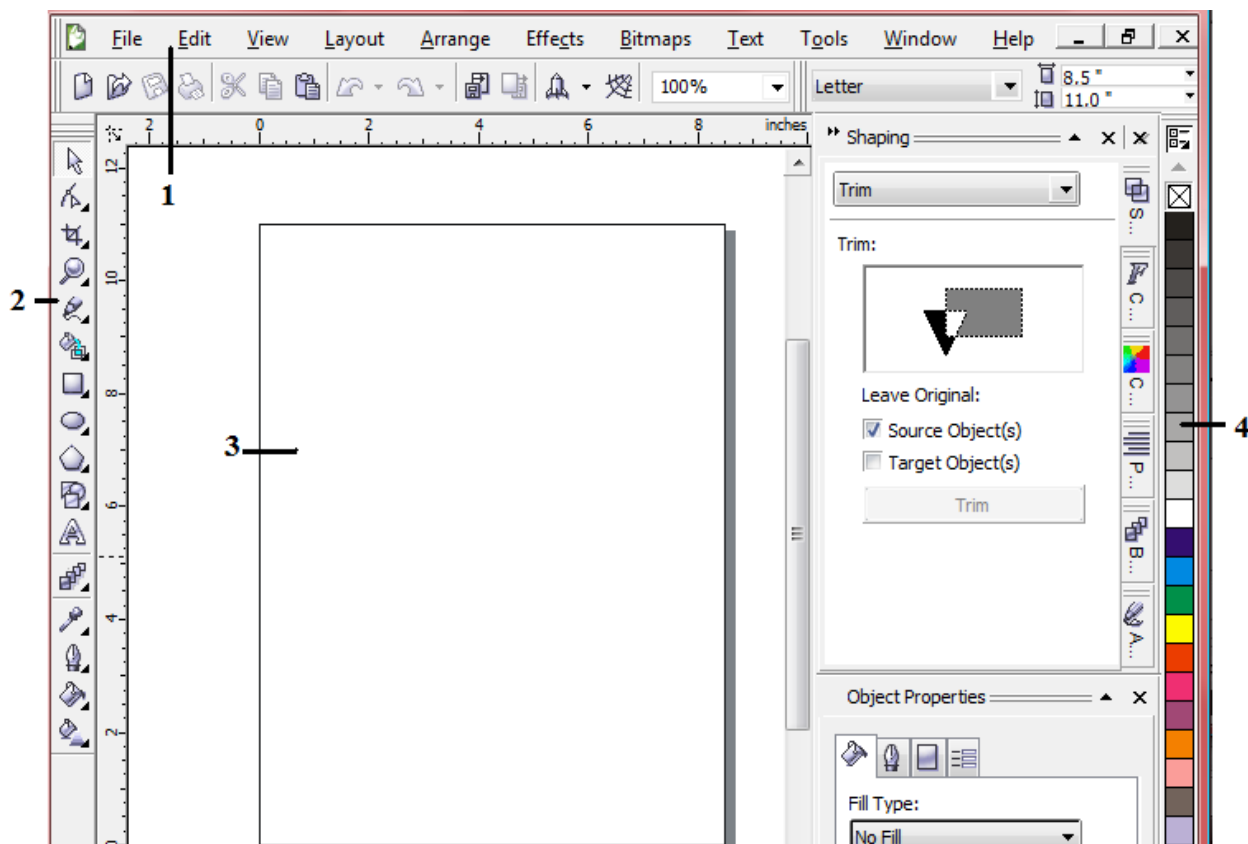 File Edit View Layout Arrange Effects Bitmaps Text Tools Window Help
100% Letter 8.5 "
11.0 "
2 0 2 4 6 8 inches
Shaping
12
1
Trim
S...
Trim:
10
F C...
2
8
C...
Leave Original:
Source Object(s)
4
3
Target Object(s)
P...
6
Trim
B...
4
A...
Object Properties
2
Fill Type:
No Fill
0